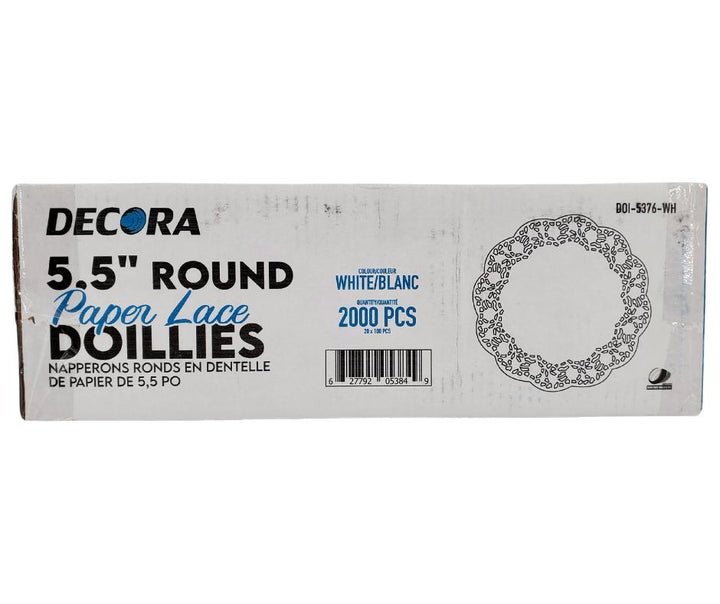 DECORA
5.5" ROUND
Paper Lace
DOILLIES
NAPPERONS RONDS EN DENTELLE
DE PAPIER DE 5,5 PO
COLOUR/COULEUR
WHITE/BLANC
QUANTITY/QUANTITÉ
2000 PCS
20 x 100 PCS
6 27792 05384 9
DOI-5376-WH